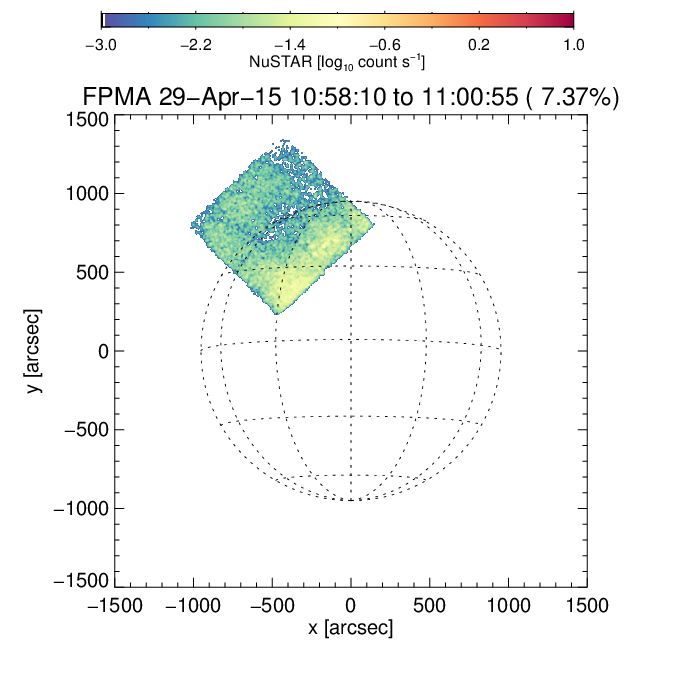 −3.0 −2.2 −1.4 −0.6 0.2 1.0
NuSTAR [log10 count s−1]
FPMA 29−Apr−15 10:58:10 to 11:00:55 ( 7.37%)
1500
1000
500
0
−500
−1000
−1500
y [arcsec]
−1500 −1000 −500 0 500 1000 1500
x [arcsec]